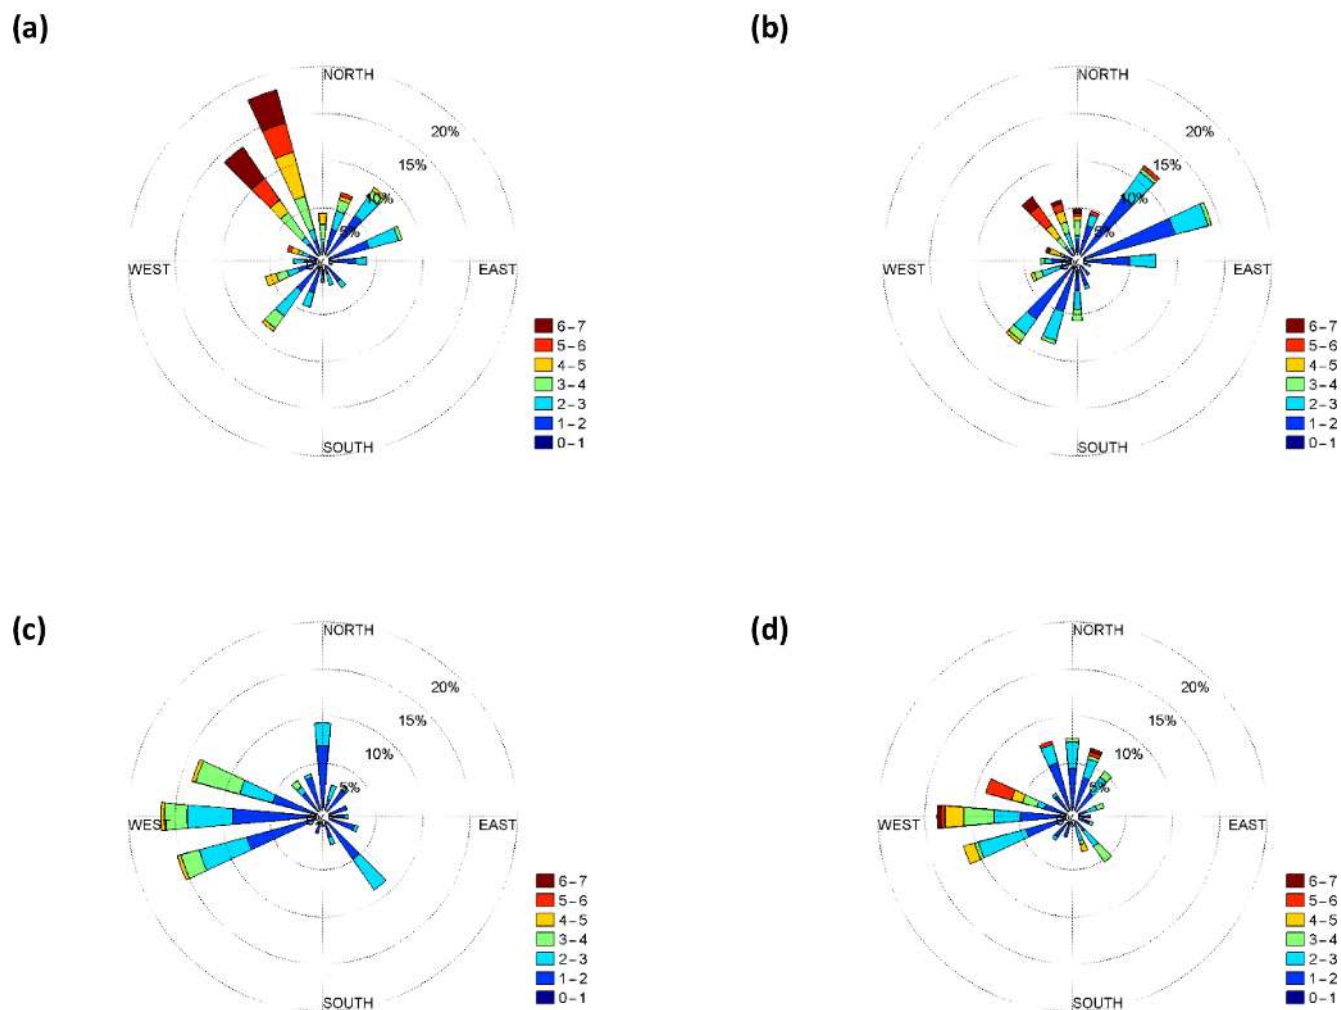 (a)
NORTH
20%
15%
10%
5%
WEST
EAST
SOUTH
6-7
5-6
4-5
3-4
2-3
1-2
0-1
(b)
NORTH
20%
15%
10%
5%
WEST
EAST
SOUTH
6-7
5-6
4-5
3-4
2-3
1-2
0-1
(c)
NORTH
20%
15%
10%
5%
WEST
EAST
SOUTH
6-7
5-6
4-5
3-4
2-3
1-2
0-1
(d)
NORTH
20%
15%
10%
5%
WEST
EAST
SOUTH
6-7
5-6
4-5
3-4
2-3
1-2
0-1